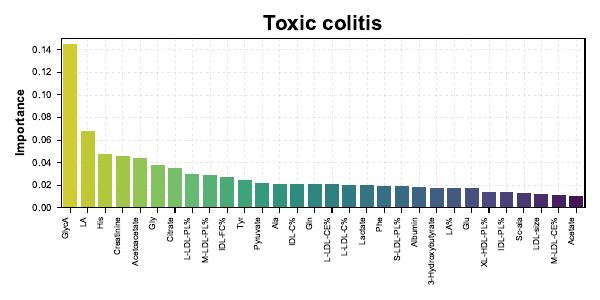 Toxic colitis
Importance
0.14
0.12
0.10
0.08
0.06
0.04
0.02
0.00
GlycA
LA
His
Creatinine
Acetoacetate
Gly
Citrate
L-LDL-PL%
M-LDL-PL%
IDL-FC%
Tyr
Pyruvate
Ala
IDL-C%
Gln
L-LDL-CE%
L-LDL-C%
Lactate
Phe
S-LDL-PL%
Albumin
3-Hydroxybutyrate
LA%
Glu
XL-HDL-PL%
IDL-PL%
Sc-ala
LDL-size
M-LDL-CE%
Acetate